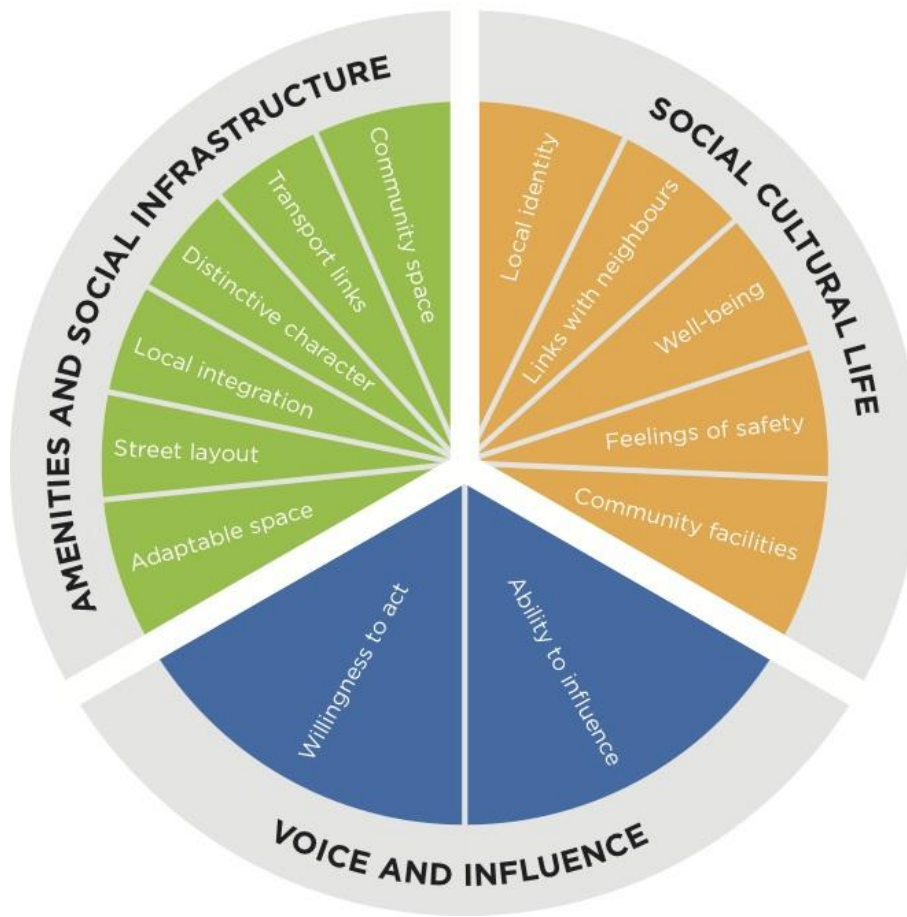 AMENITIES AND SOCIAL INFRASTRUCTURE
Community space
Transport links
Distinctive character
Local integration
Street layout
Adaptable space
SOCIAL CULTURAL LIFE
Local identity
Links with neighbours
Well-being
Feelings of safety
Community facilities
VOICE AND INFLUENCE
Willingness to act
Ability to influence